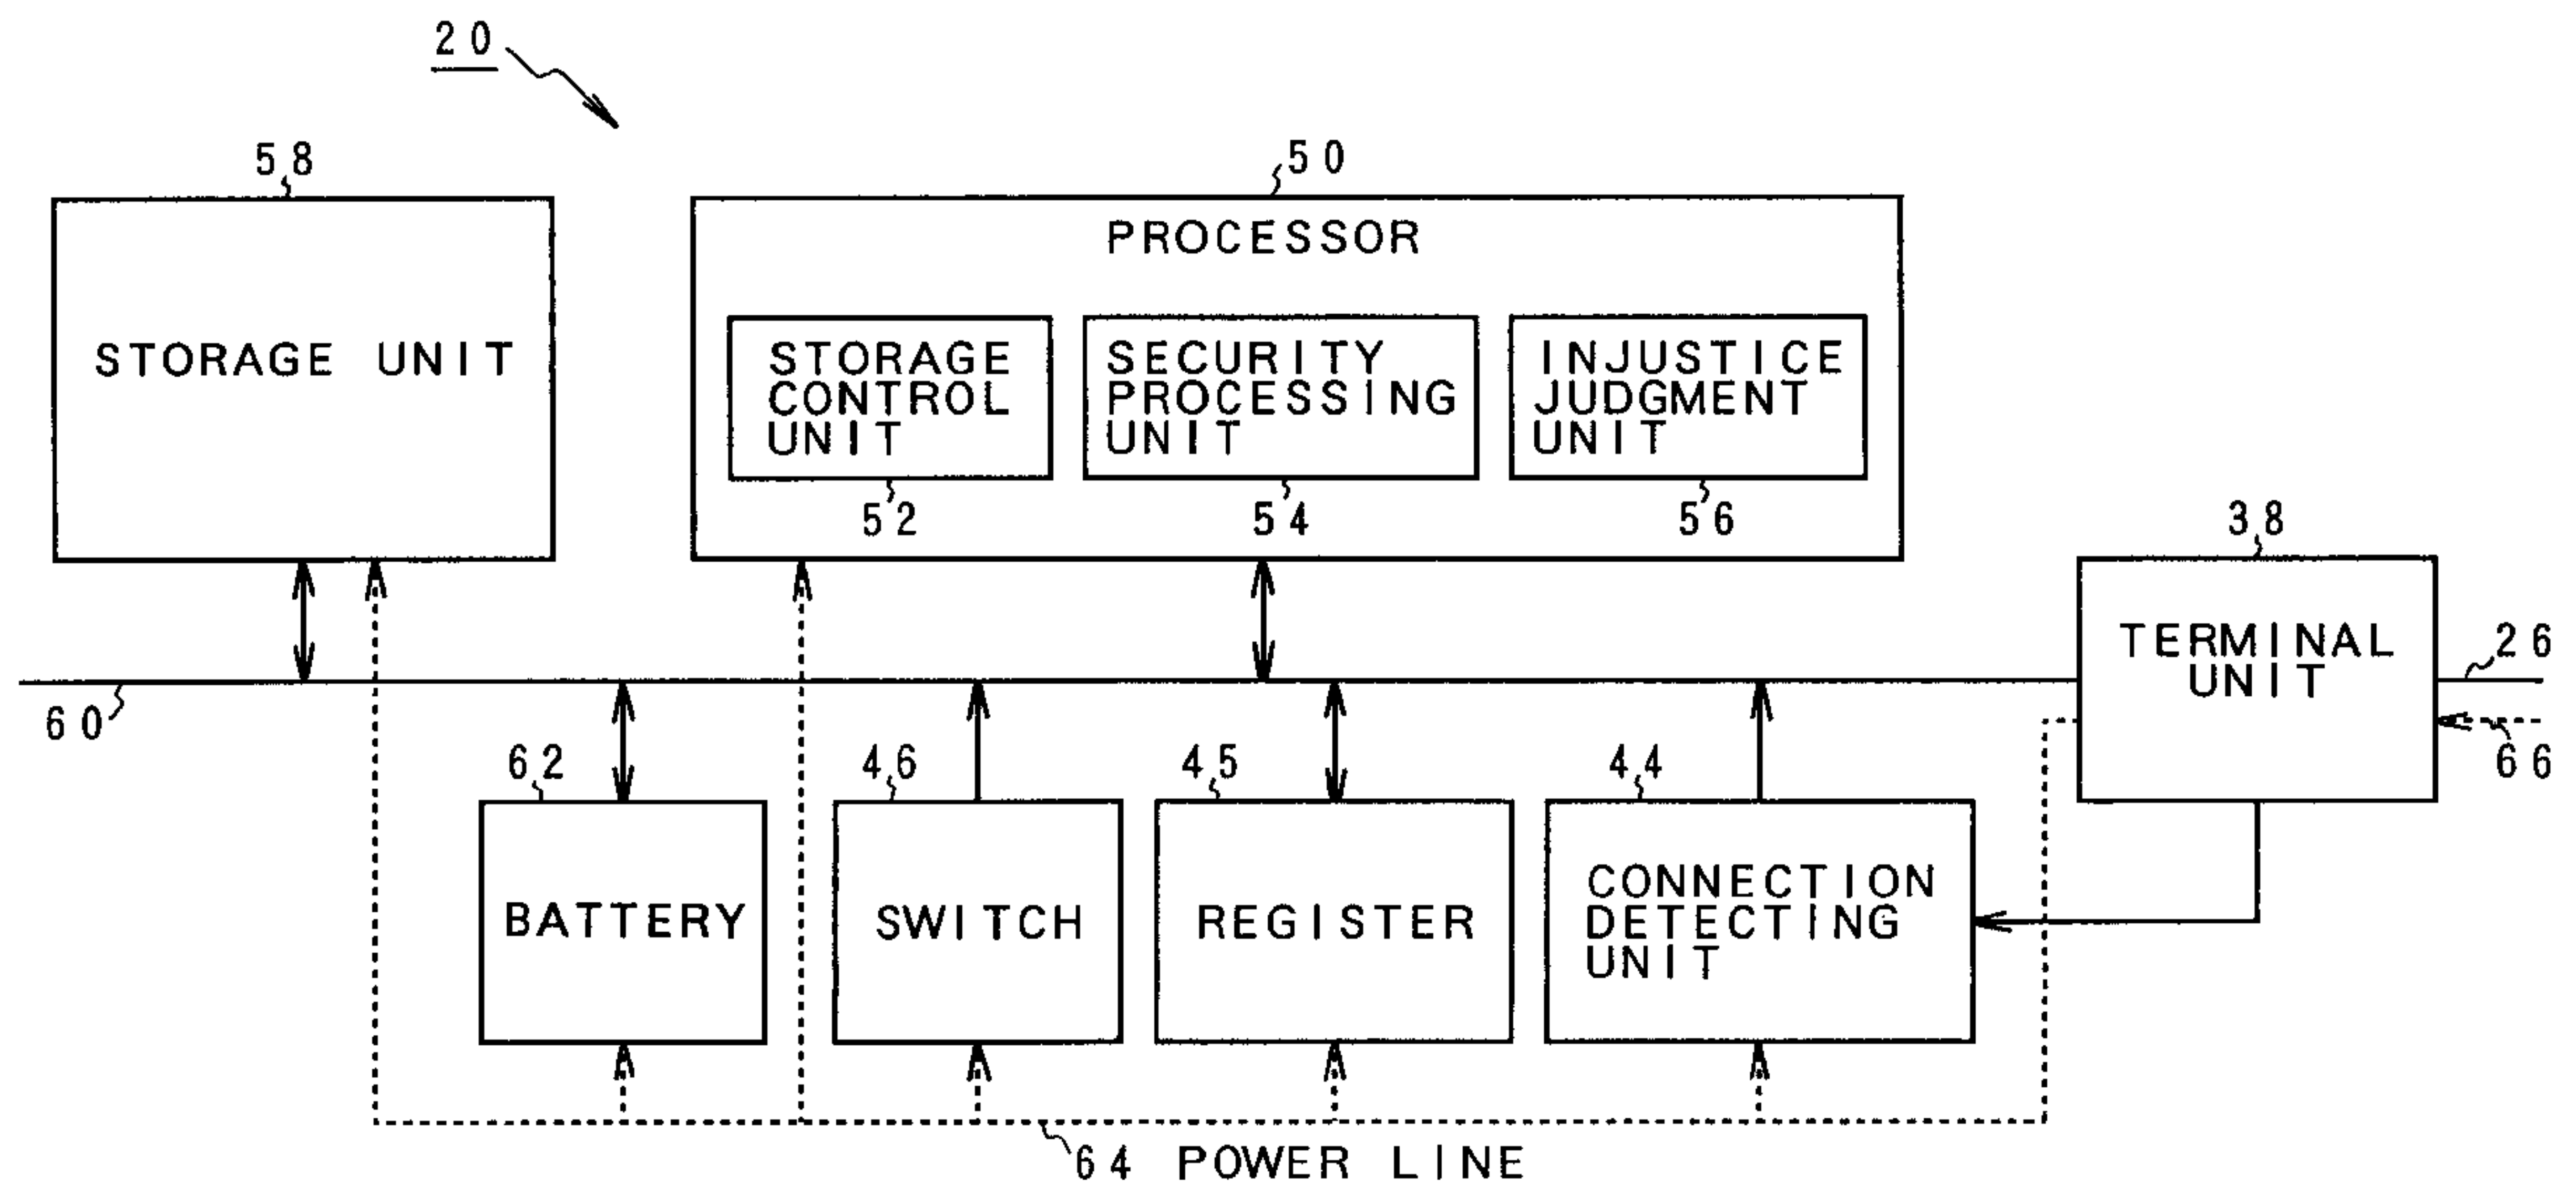 20
58
50
STORAGE UNIT
PROCESSOR
STORAGE
CONTROL
UNIT
SECURITY
PROCESSING
UNIT
INJUSTICE
JUDGMENT
UNIT
52
54
56
38
TERMINAL
UNIT
26
60
66
62
46
45
44
BATTERY
SWITCH
REGISTER
CONNECTION
DETECTING
UNIT
64 POWER LINE